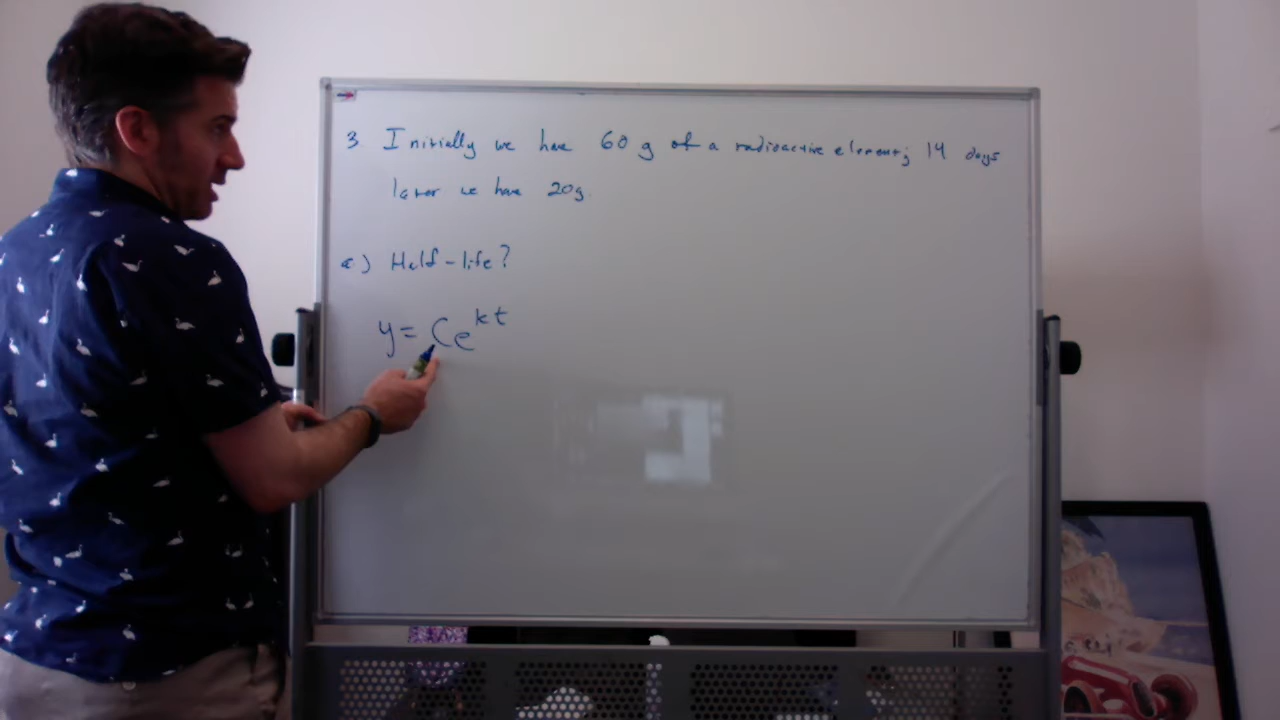 3 Initially we have 60 g of a radioactive element; 14 days
later we have 20g.
a) Half-life?
y = Ce^{kt}